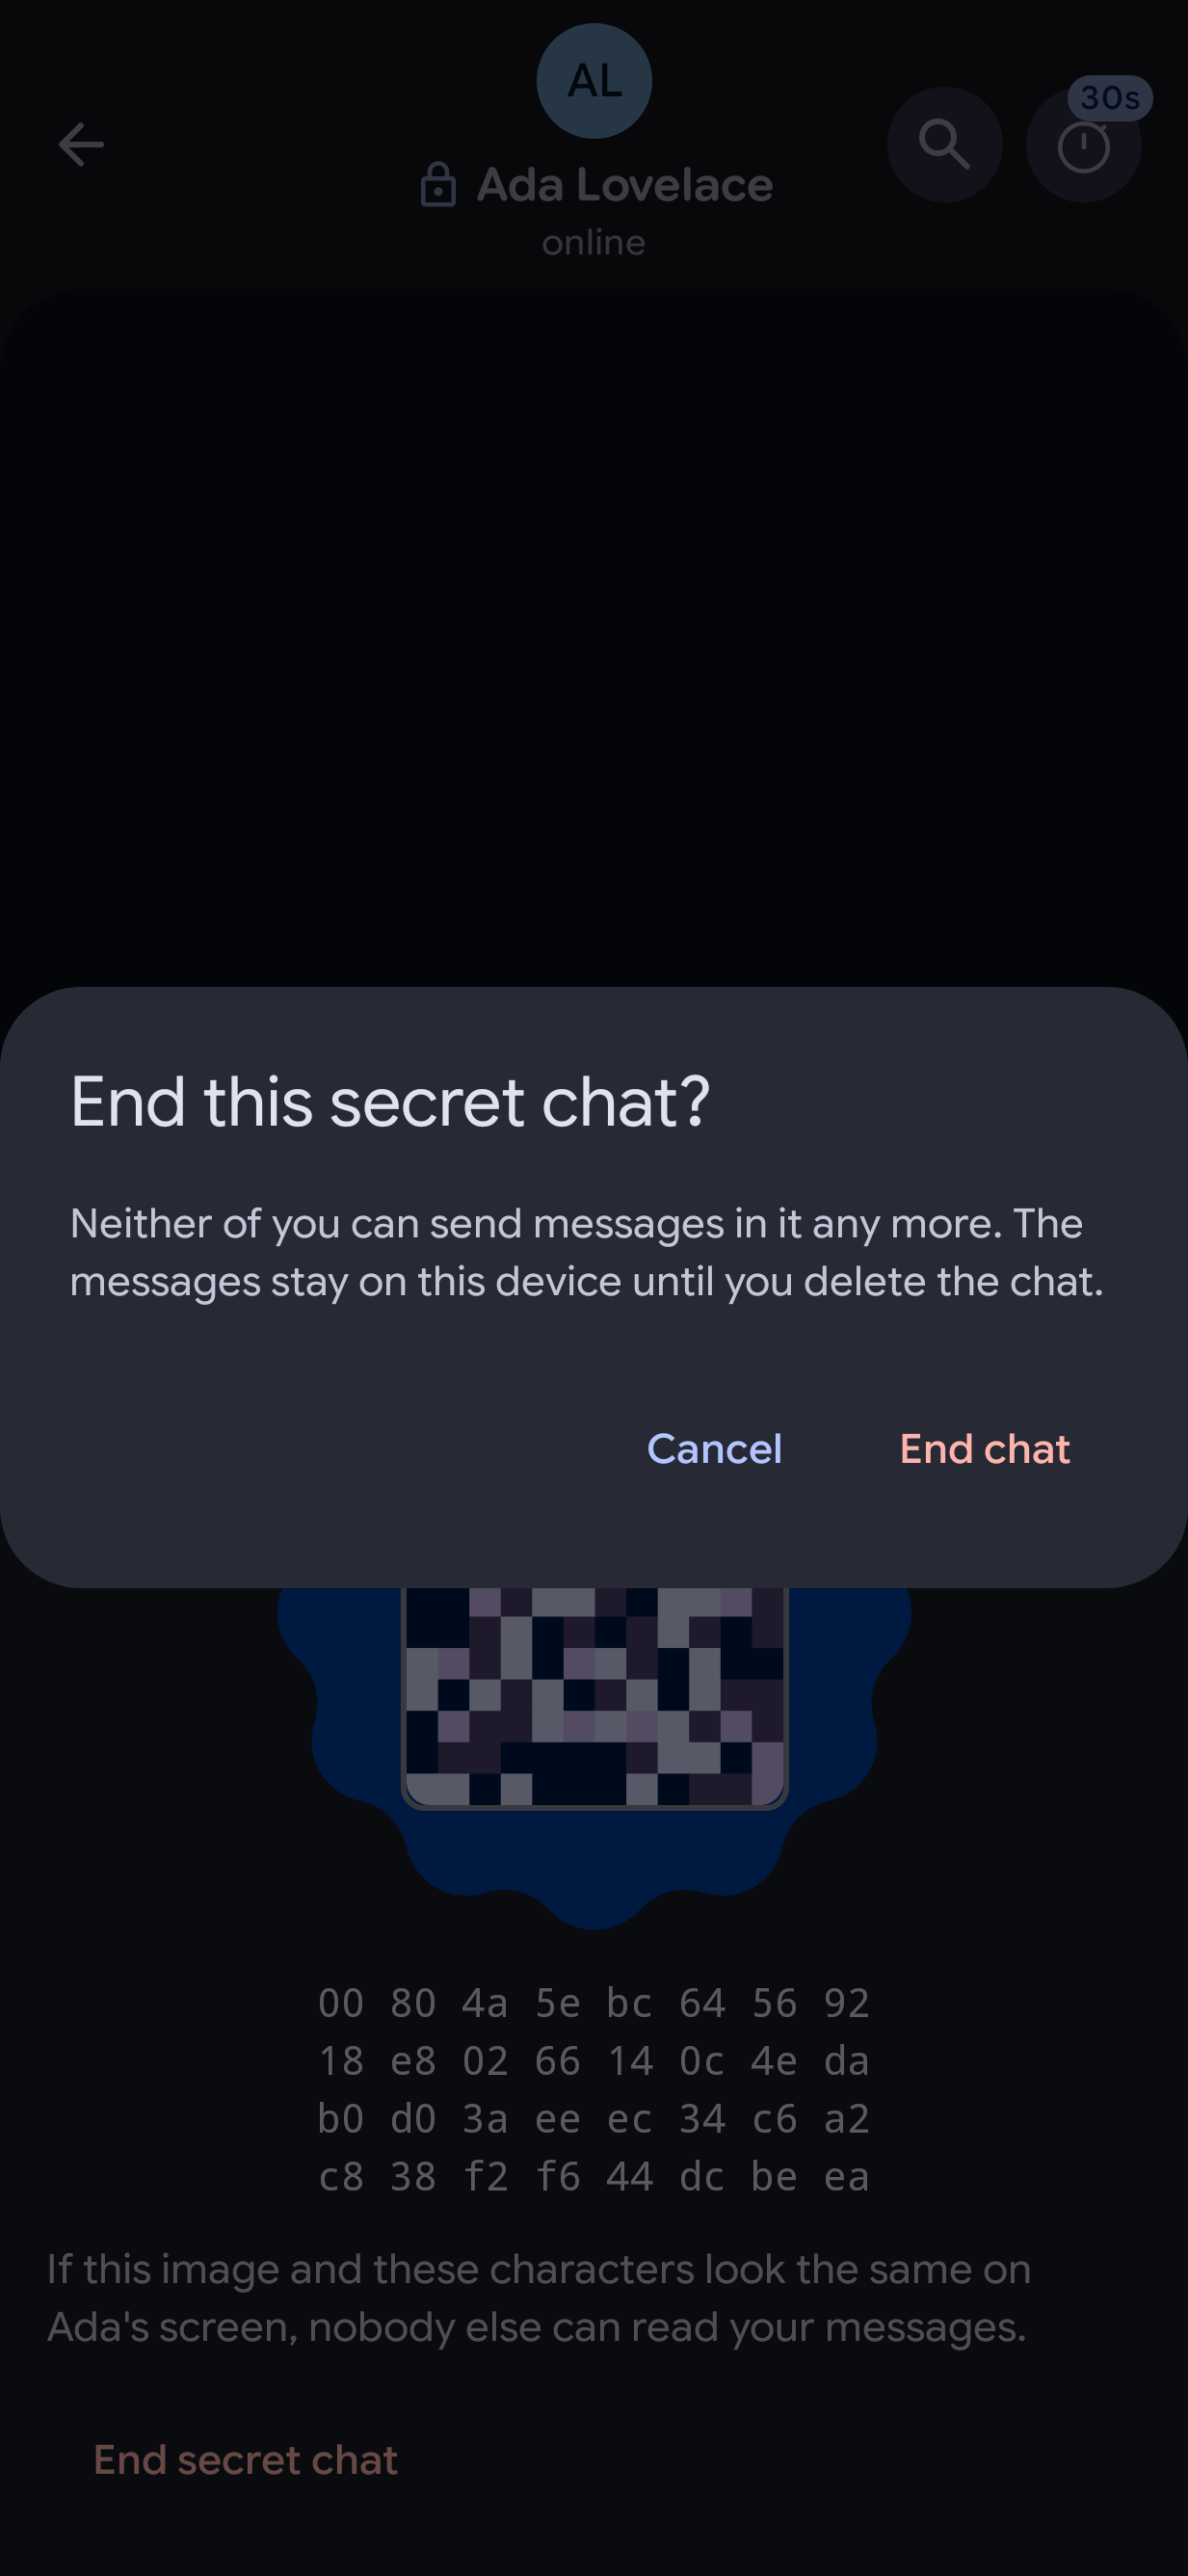 AL
30s
Ada Lovelace
online
End this secret chat?
Neither of you can send messages in it any more. The
messages stay on this device until you delete the chat.
Cancel
End chat
00 80 4a 5e bc 64 56 92
18 e8 02 66 14 0c 4e da
b0 d0 3a ee ec 34 c6 a2
c8 38 f2 f6 44 dc be ea
If this image and these characters look the same on
Ada's screen, nobody else can read your messages.
End secret chat